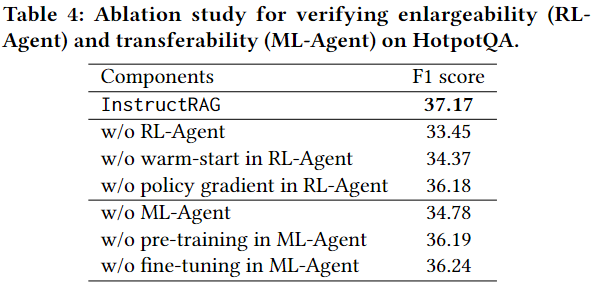 Table 4: Ablation study for verifying enlargeability (RL-
Agent) and transferability (ML-Agent) on HotpotQA.
Components F1 score
InstructRAG 37.17
w/o RL-Agent 33.45
w/o warm-start in RL-Agent 34.37
w/o policy gradient in RL-Agent 36.18
w/o ML-Agent 34.78
w/o pre-training in ML-Agent 36.19
w/o fine-tuning in ML-Agent 36.24